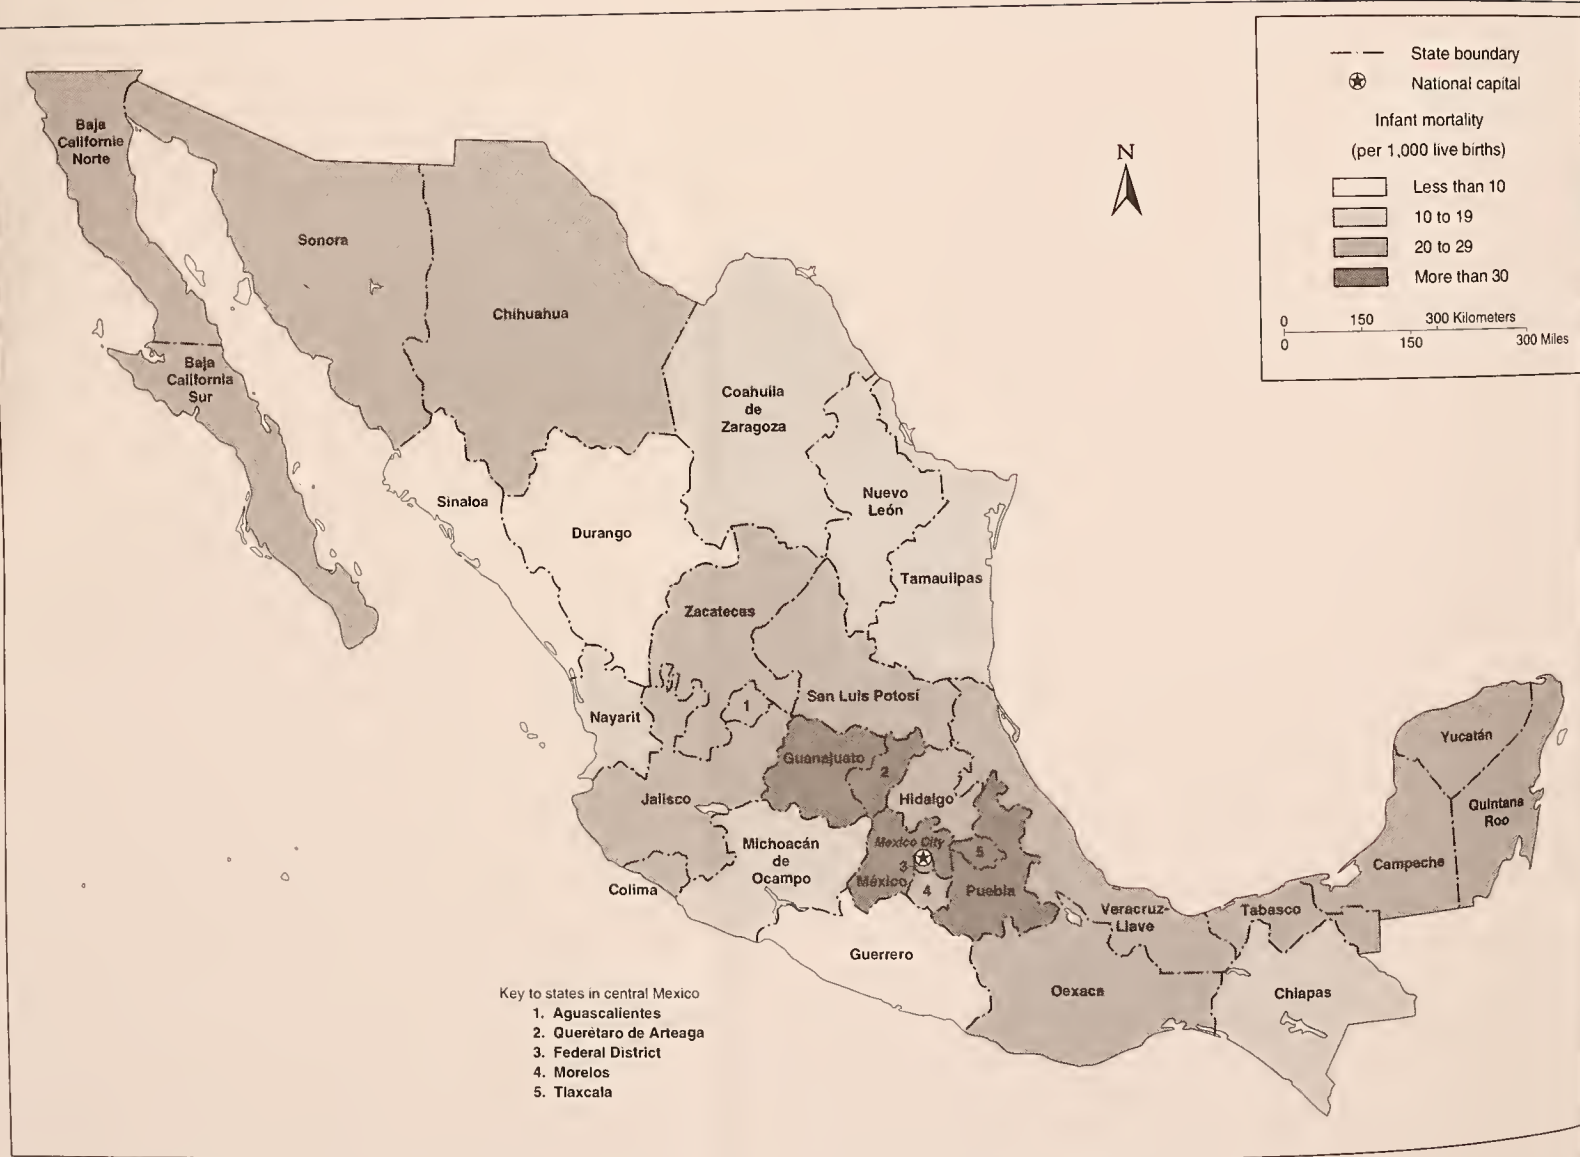 State boundary
National capital
Infant mortality
(per 1,000 live births)
Less than 10
10 to 19
20 to 29
More than 30
0 150 300 Kilometers
0 150 300 Miles
N
Baja
Californie
Norte
Sonora
Chihuahua
Baja
California
Sur
Coahuila
de
Zaragoza
Sinaloa
Durango
Nuevo
León
Tamaulipas
Zacatecas
San Luis Potosí
Nayarit
1
Guanajuato
2
Hidalgo
Jalisco
Yucatán
Quintana
Roo
Michoacán
de
Ocampo
Mexico City
3
5
México
4
Puebla
Colima
Campeche
Veracruz-
Llave
Tabasco
Guerrero
Oexaca
Chiapas
Key to states in central Mexico
1. Aguascalientes
2. Querétaro de Arteaga
3. Federal District
4. Morelos
5. Tlaxcala